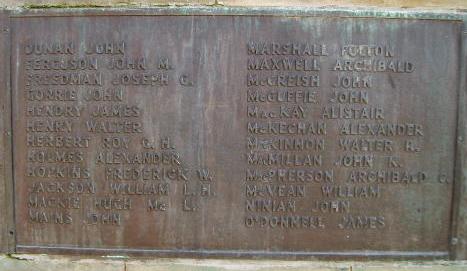 DUNAN JOHN
FERGUSON JOHN M.
FREEDMAN JOSEPH G.
GORRIE JOHN
HENDRY JAMES
HENRY WALTER
HERBERT ROY G. H.
HOLMES ALEXANDER
HOPKINS FREDERICK W.
JACKSON WILLIAM L. H.
MACKIE HUGH Mc L.
MAINS JOHN
MARSHALL FULTON
MAXWELL ARCHIBALD
McCREISH JOHN
McGUFFIE JOHN
MacKAY ALISTAIR
McKECHAN ALEXANDER
McKINNON WALTER H.
McMILLAN JOHN K.
McPHERSON ARCHIBALD C.
McVEAN WILLIAM
NINIAN JOHN
O'DONNELL JAMES